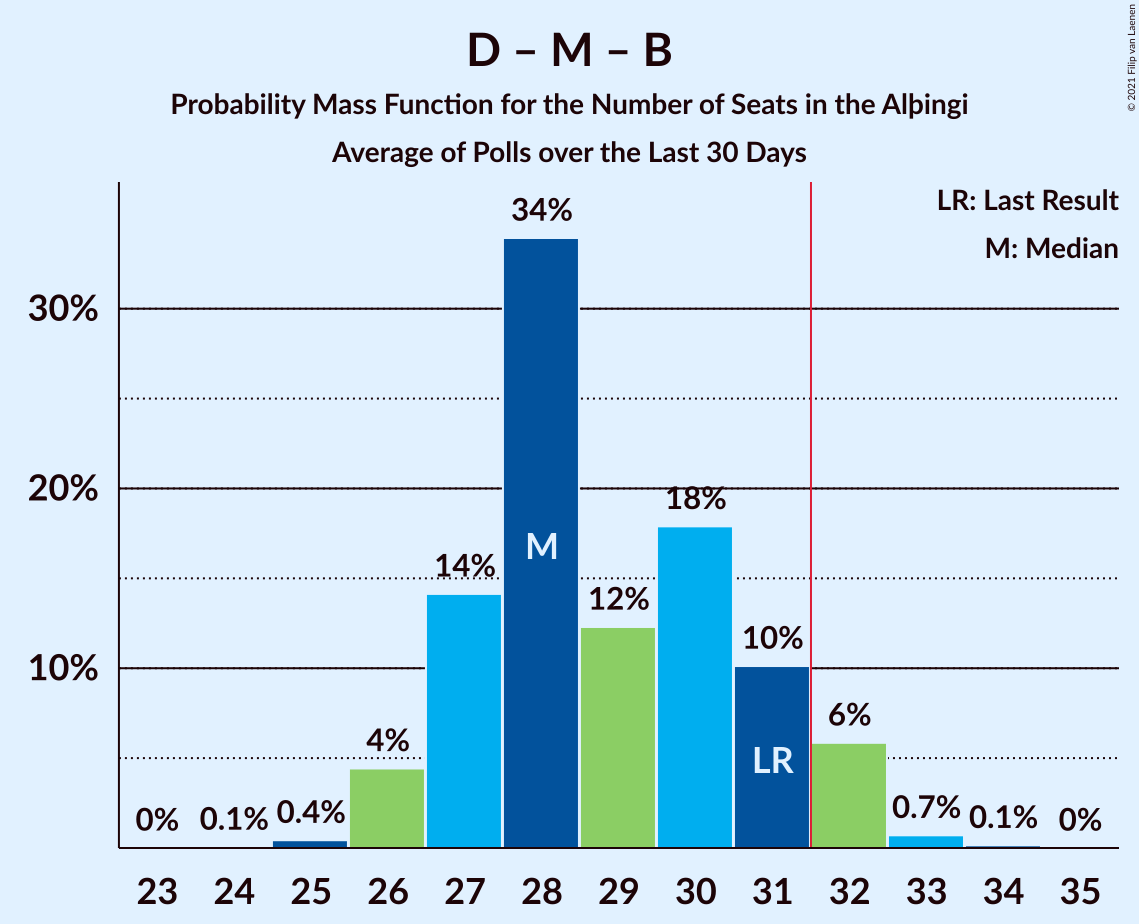 D – M – B
Probability Mass Function for the Number of Seats in the Alþingi
Average of Polls over the Last 30 Days
© 2021 Filip van Laenen
LR: Last Result
M: Median
34%
30%
20%
18%
M
14%
12%
10%
10%
6%
LR
4%
0%
0.1%
0.4%
0.7%
0.1%
0%
23 24 25 26 27 28 29 30 31 32 33 34 35